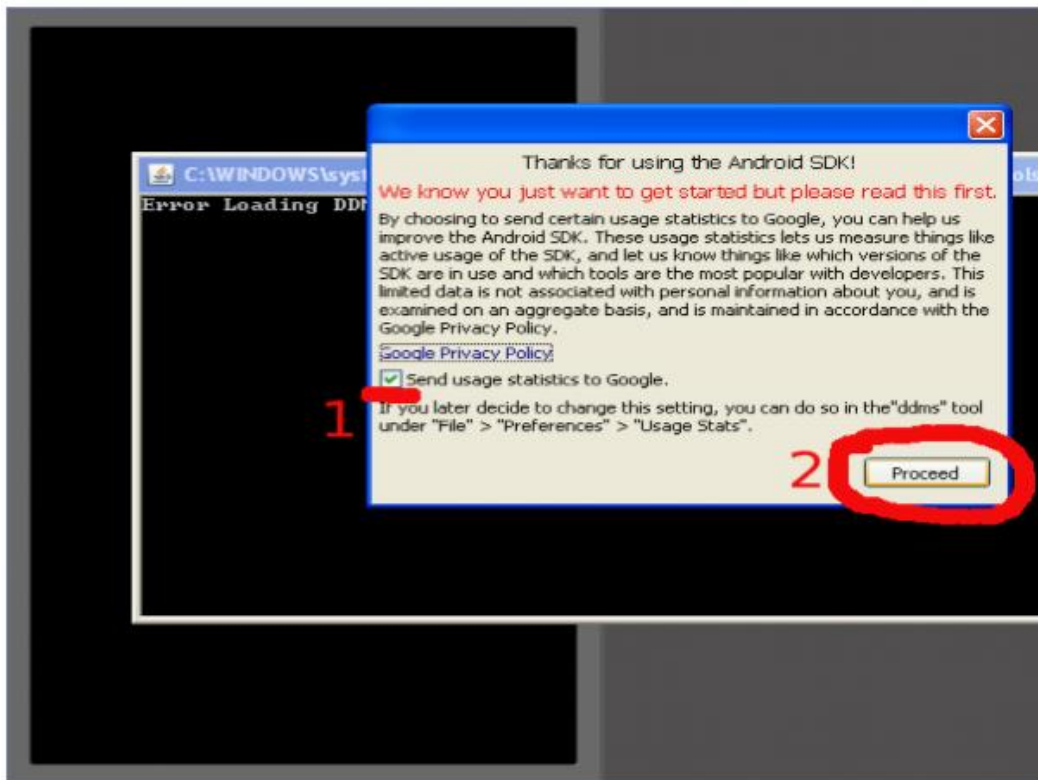 C:\WINDOWS\syst
ols
Error Loading DDM
Thanks for using the Android SDK!
We know you just want to get started but please read this first.
By choosing to send certain usage statistics to Google, you can help us
improve the Android SDK. These usage statistics lets us measure things like
active usage of the SDK, and let us know things like which versions of the
SDK are in use and which tools are the most popular with developers. This
limited data is not associated with personal information about you, and is
examined on an aggregate basis, and is maintained in accordance with the
Google Privacy Policy.
Google Privacy Policy
Send usage statistics to Google.
1
If you later decide to change this setting, you can do so in the"ddms" tool
under "File" > "Preferences" > "Usage Stats".
2
Proceed